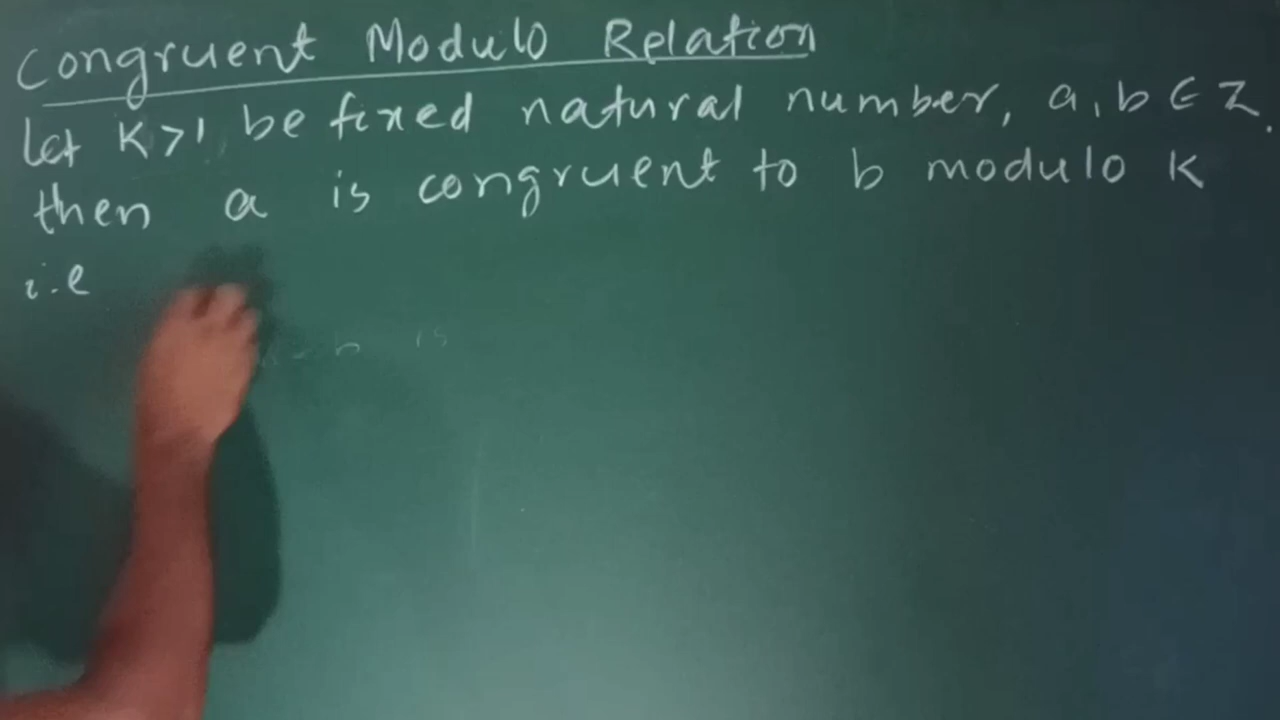 Congruent Modulo Relation
let K>1 be fixed natural number, a, b ∈ Z.
then a is congruent to b modulo K
i.e